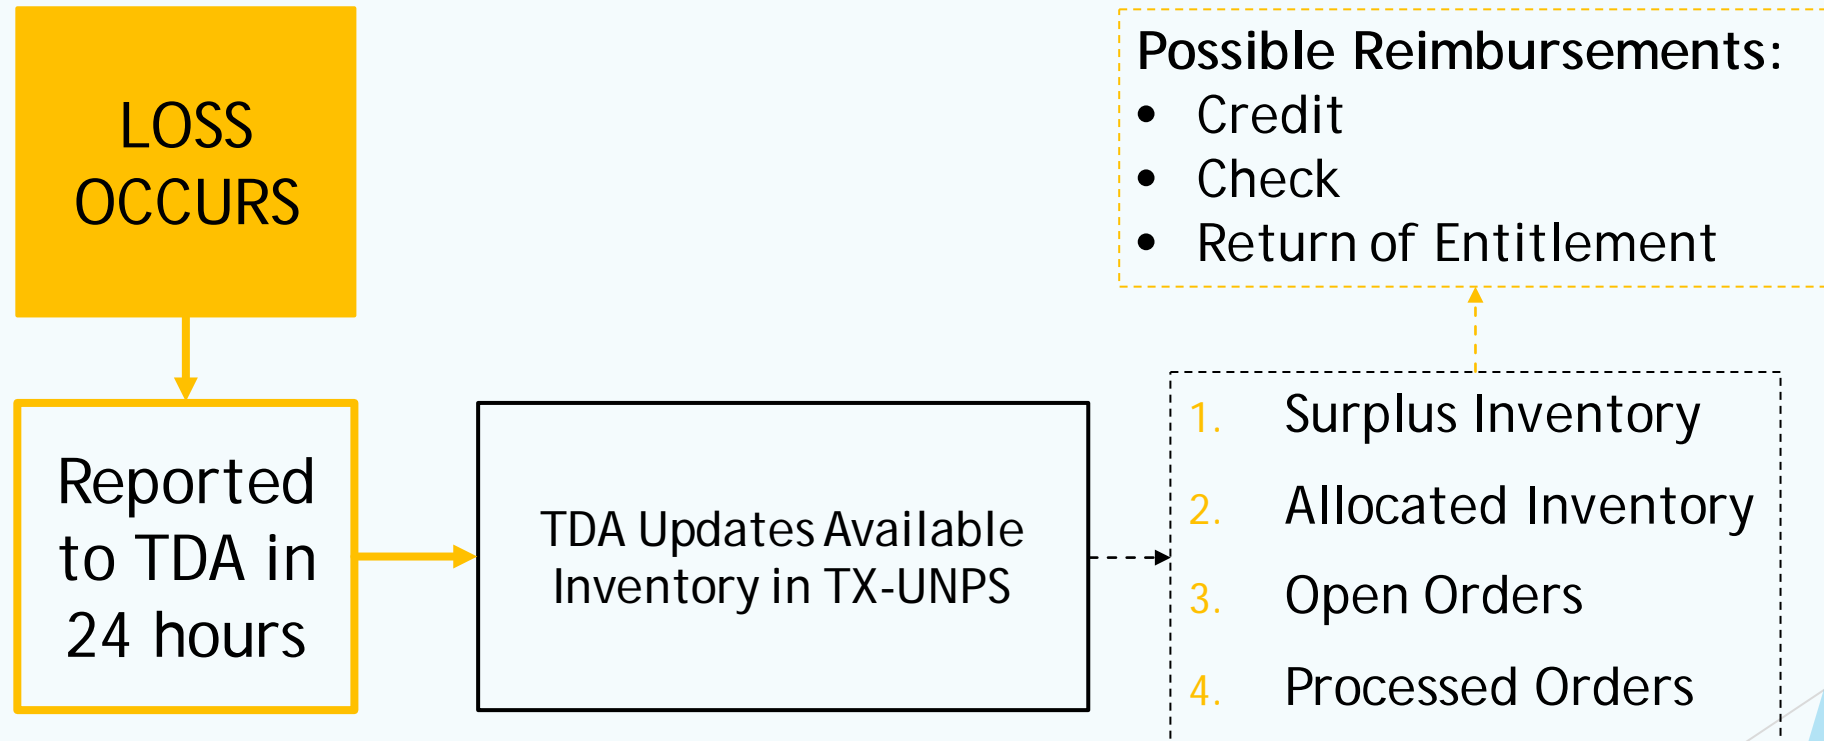 LOSS
OCCURS
Reported
to TDA in
24 hours
TDA Updates Available
Inventory in TX-UNPS
1. Surplus Inventory
2. Allocated Inventory
3. Open Orders
4. Processed Orders
Possible Reimbursements:
• Credit
• Check
• Return of Entitlement